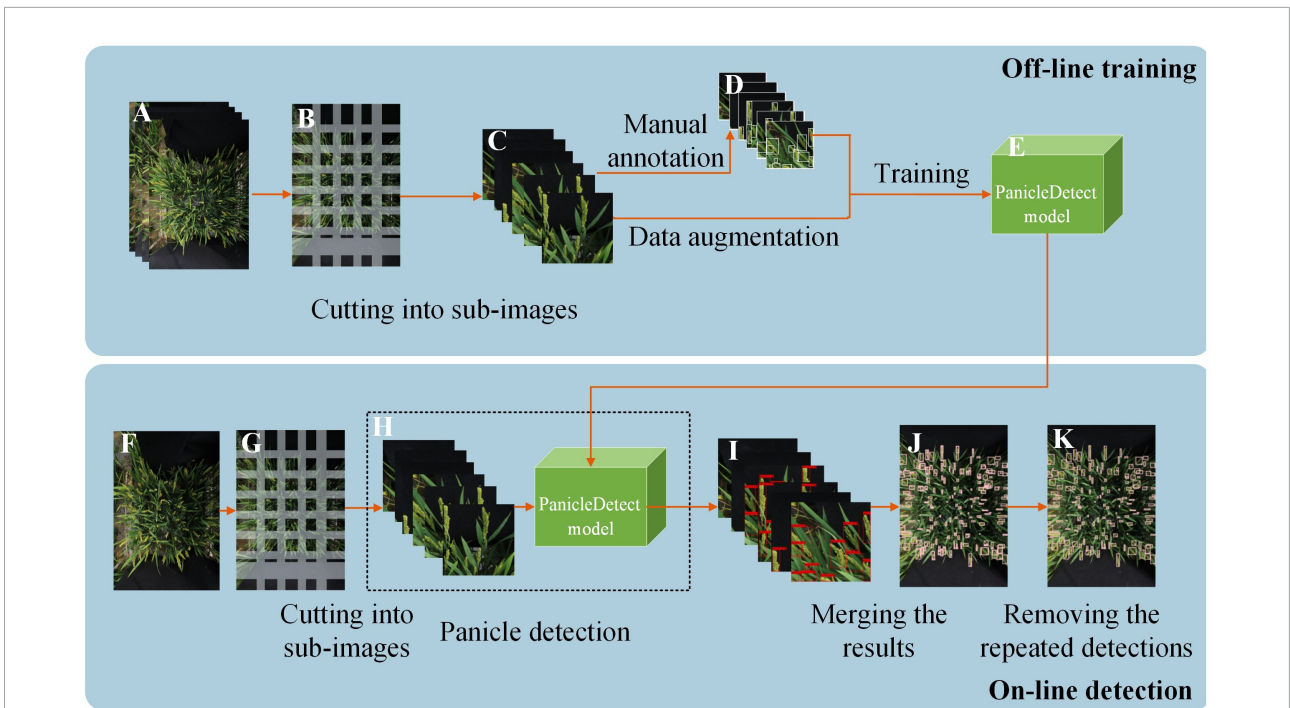 Off-line training
A
B
C
D
E
Manual
annotation
Training
PanicleDetect
model
Data augmentation
Cutting into sub-images
F
G
H
I
J
K
PanicleDetect
model
Cutting into
sub-images
Panicle detection
Merging the
results
Removing the
repeated detections
On-line detection